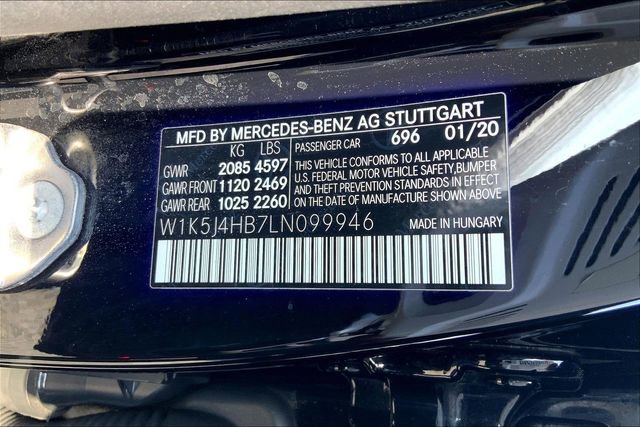 MFD BY MERCEDES-BENZ AG STUTTGART
KG LBS PASSENGER CAR 696 01/20
GVWR 2085 4597
GAWR FRONT 1120 2469
GAWR REAR 1025 2260
THIS VEHICLE CONFORMS TO ALL APPLICABLE
U.S. FEDERAL MOTOR VEHICLE SAFETY,BUMPER
AND THEFT PREVENTION STANDARDS IN EFFECT
ON THE DATE OF MANUFACTURE SHOWN ABOVE.
W1K5J4HB7LN099946 MADE IN HUNGARY